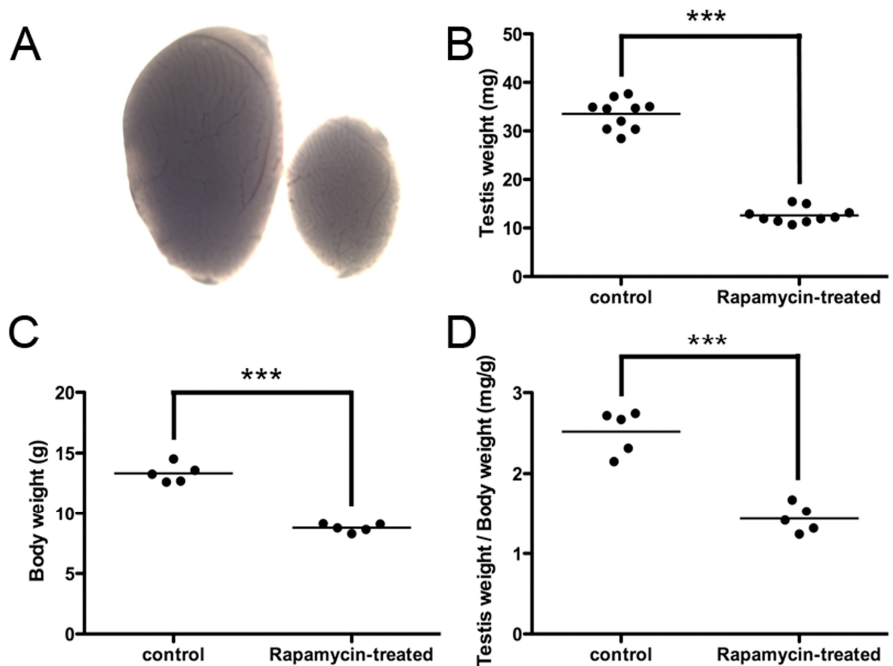 A
B
***
Testis weight (mg)
50
40
30
20
10
0
control
Rapamycin-treated
C
***
Body weight (g)
20
15
10
5
0
control
Rapamycin-treated
D
***
Testis weight / Body weight (mg/g)
3
2
1
0
control
Rapamycin-treated